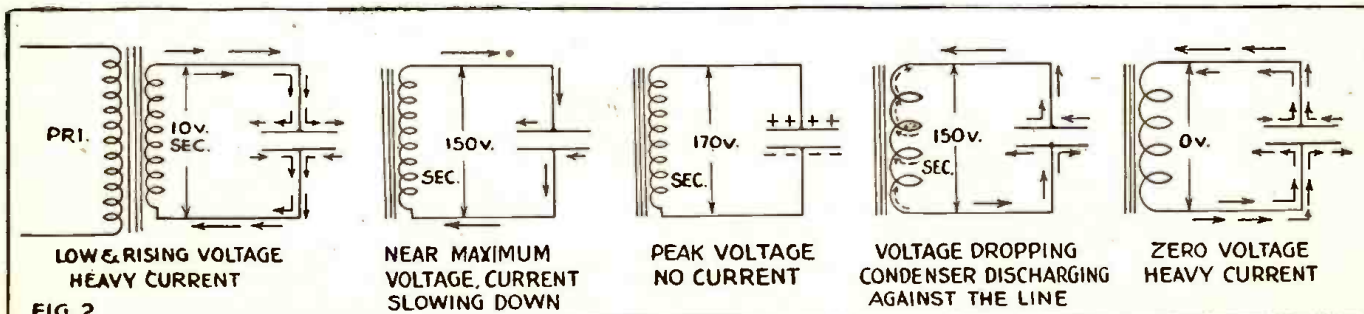 PRI.
10V.
SEC.
LOW & RISING VOLTAGE
HEAVY CURRENT
150V.
SEC.
NEAR MAXIMUM
VOLTAGE, CURRENT
SLOWING DOWN
170V.
SEC.
++++
----
PEAK VOLTAGE
NO CURRENT
150V.
SEC.
VOLTAGE DROPPING
CONDENSER DISCHARGING
AGAINST THE LINE
0V.
ZERO VOLTAGE
HEAVY CURRENT
FIG. 2